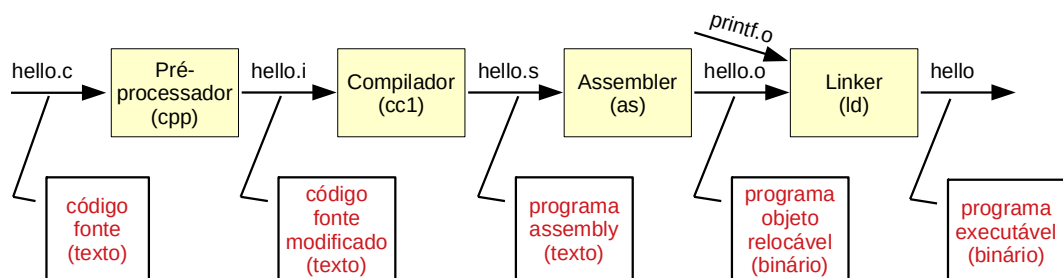 printf.o
hello.c
Pré-
processador
(cpp)
hello.i
Compilador
(cc1)
hello.s
Assembler
(as)
hello.o
Linker
(ld)
hello
código
fonte
(texto)
código
fonte
modificado
(texto)
programa
assembly
(texto)
programa
objeto
relocável
(binário)
programa
executável
(binário)